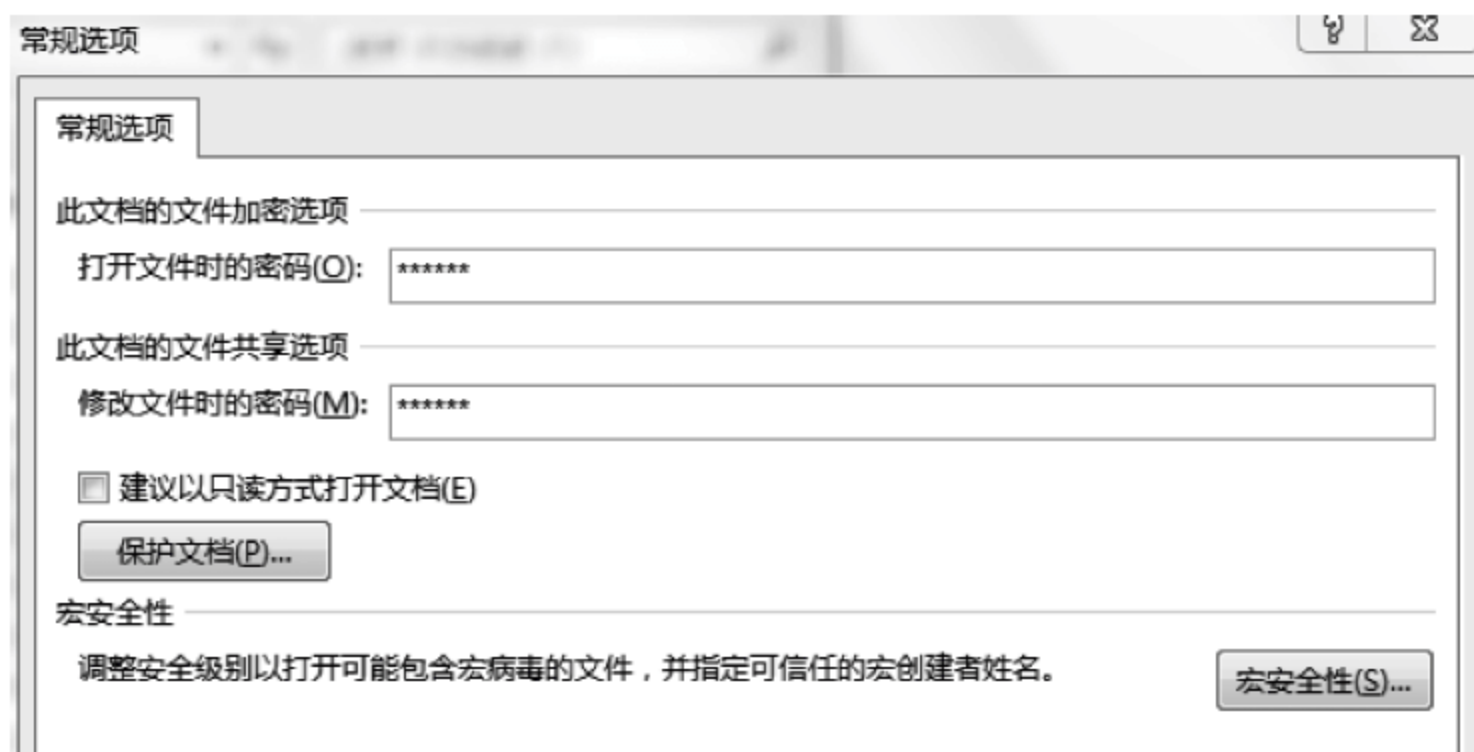 常规选项
常规选项
此文档的文件加密选项
打开文件时的密码(O): ******
此文档的文件共享选项
修改文件时的密码(M): ******
建议以只读方式打开文档(E)
保护文档(P)...
宏安全性
调整安全级别以打开可能包含宏病毒的文件，并指定可信任的宏创建者姓名。
宏安全性(S)...